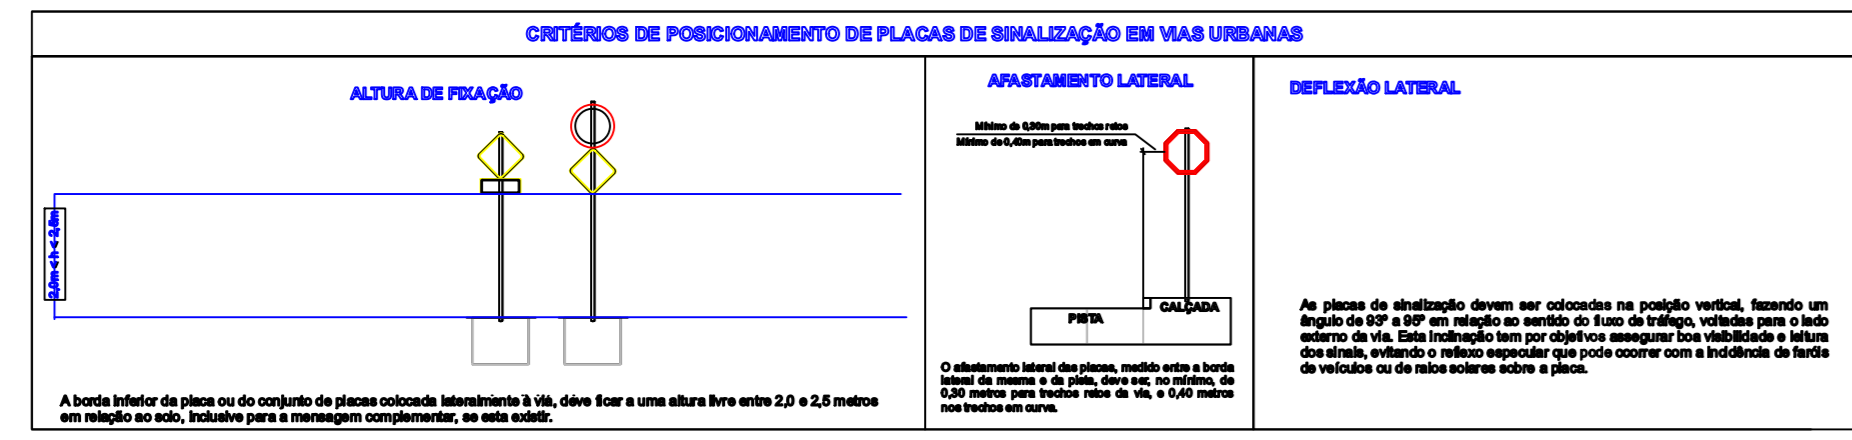 CRITÉRIOS DE POSICIONAMENTO DE PLACAS DE SINALIZAÇÃO EM VIAS URBANAS
ALTURA DE FIXAÇÃO
2,0m < h < 2,5m
A borda inferior da placa ou do conjunto de placas colocada lateralmente à via, deve ficar a uma altura livre entre 2,0 e 2,5 metros
em relação ao solo, inclusive para a mensagem complementar, se esta existir.
AFASTAMENTO LATERAL
Mínimo de 0,30m para trechos retos
Mínimo de 0,40m para trechos em curva
PISTA
CALÇADA
O afastamento lateral das placas, medido entre a borda
lateral da mesma e da pista, deve ser, no mínimo, de
0,30 metros para trechos retos da via, e 0,40 metros
nos trechos em curva.
DEFLEXÃO LATERAL
As placas de sinalização devem ser colocadas na posição vertical, fazendo um
ângulo de 93º a 95º em relação ao sentido do fluxo de tráfego, voltadas para o lado
externo da via. Esta inclinação tem por objetivos assegurar boa visibilidade e leitura
dos sinais, evitando o reflexo especular que pode ocorrer com a incidência de faróis
de veículos ou de raios solares sobre a placa.